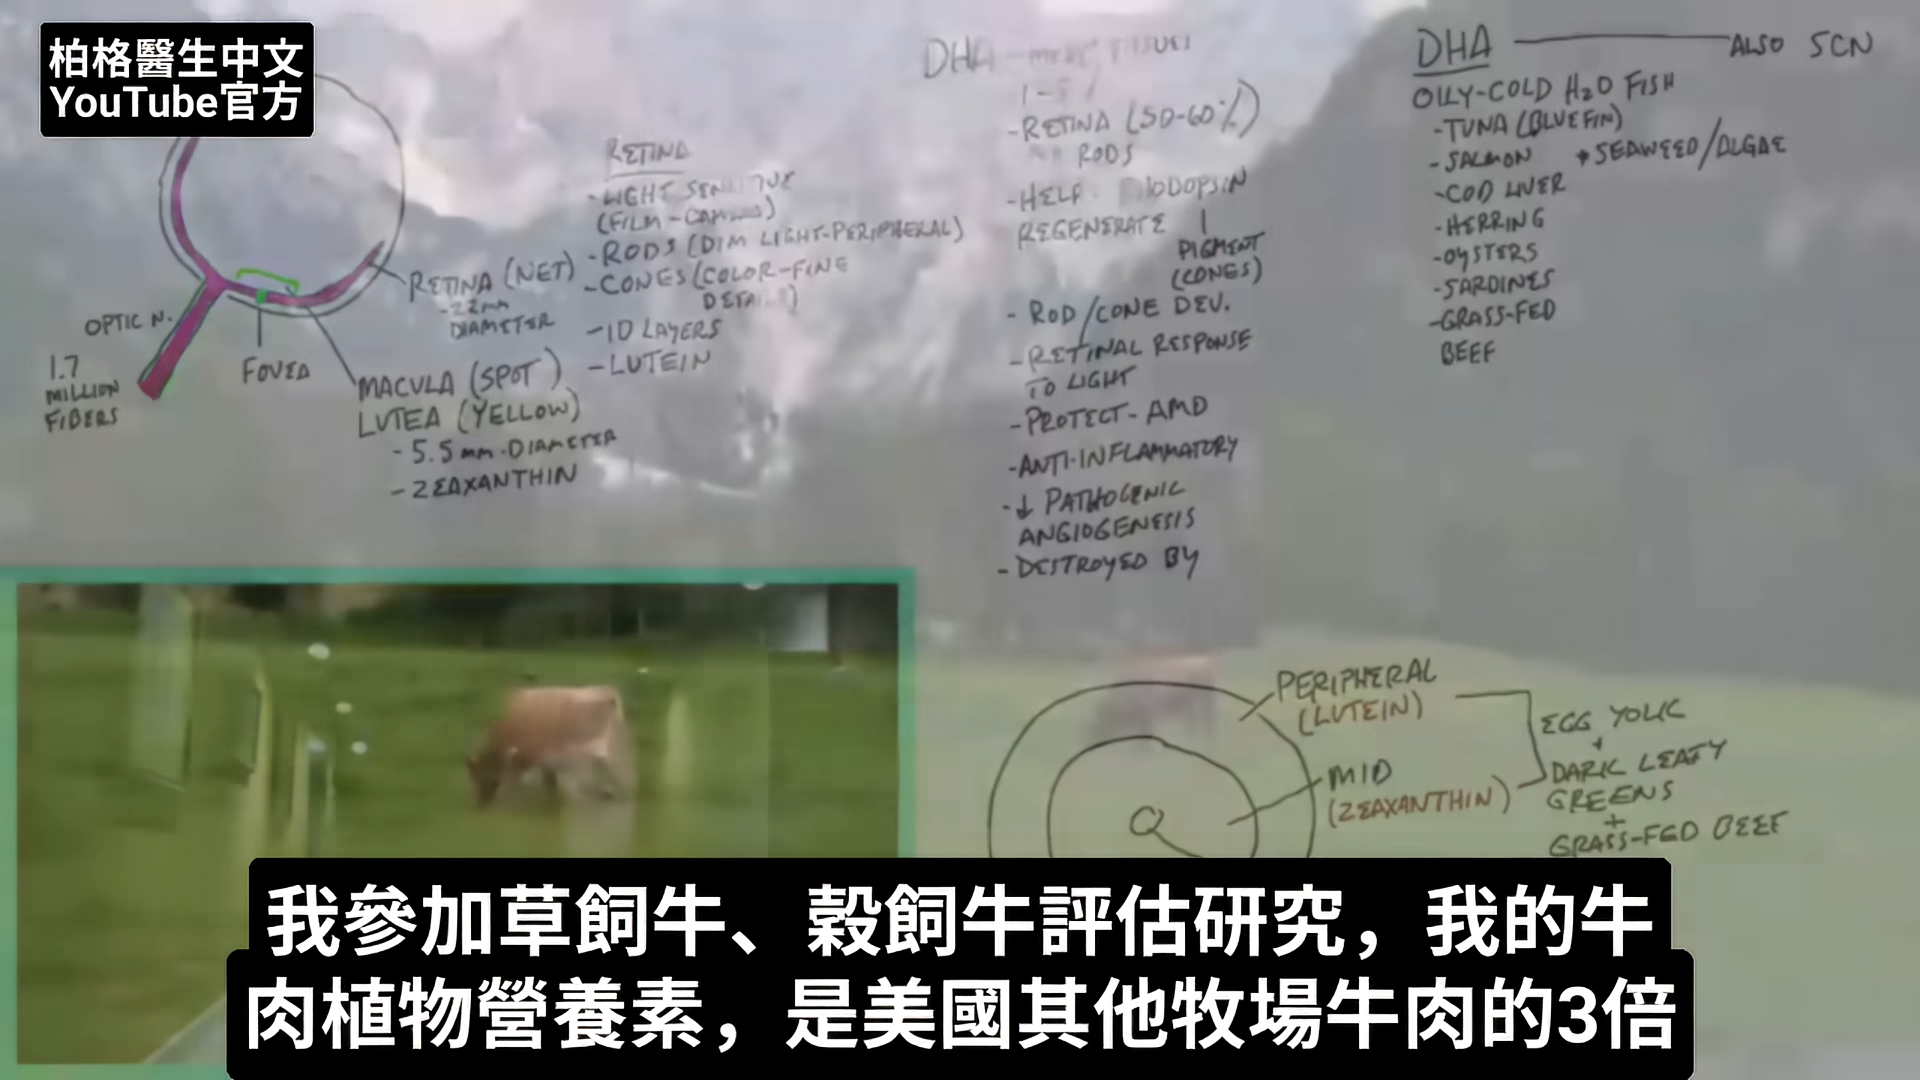 柏格醫生中文
YouTube官方
OPTIC N.
1.7
MILLION
FIBERS
FOVEA
RETINA (NET)
-22mm
DIAMETER
MACULA (SPOT)
LUTEA (YELLOW)
- 5.5mm-DIAMETER
- ZEAXANTHIN
RETINA
-LIGHT SENSITIVE
(FILM-CAMERA)
-RODS (DIM LIGHT-PERIPHERAL)
-CONES (COLOR-FINE
DETAIL)
-10 LAYERS
-LUTEIN
DHA - MOST TISSUES
1-5%
-RETINA (50-60%)
RODS
-HELP RHODOPSIN
REGENERATE
PIGMENT
(CONES)
- ROD/CONE DEV.
-RETINAL RESPONSE
TO LIGHT
-PROTECT-AMD
-ANTI-INFLAMMATORY
-↓ PATHOGENIC
ANGIOGENESIS
-DESTROYED BY
DHA ALSO SCN
OILY-COLD H2O FISH
-TUNA (BLUEFIN)
-SALMON *SEAWEED/ALGAE
-COD LIVER
-HERRING
-OYSTERS
-SARDINES
-GRASS-FED
BEEF
PERIPHERAL
(LUTEIN)
MID
(ZEAXANTHIN)
EGG YOLK
+
DARK LEAFY
GREENS
+
GRASS-FED BEEF
我參加草飼牛、穀飼牛評估研究，我的牛
肉植物營養素，是美國其他牧場牛肉的3倍